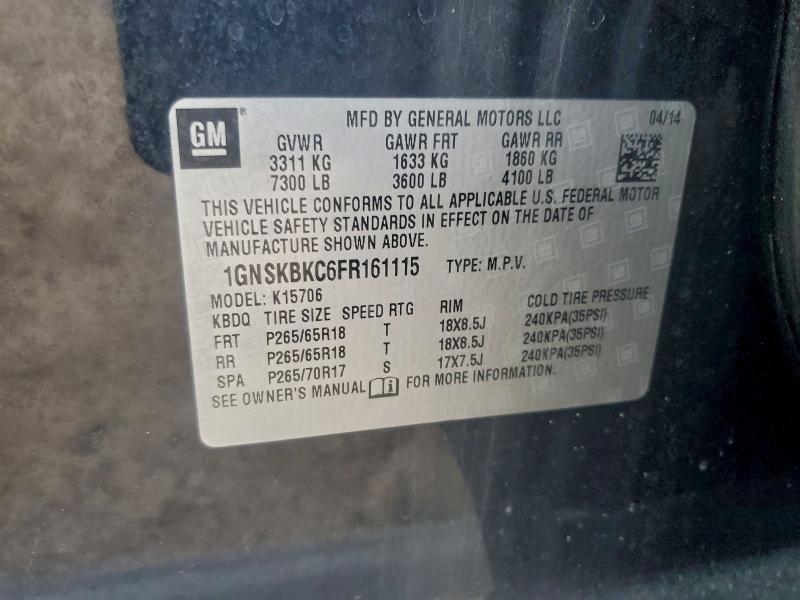 GM ® MFD BY GENERAL MOTORS LLC 04/14
GVWR GAWR FRT GAWR RR
3311 KG 1633 KG 1860 KG
7300 LB 3600 LB 4100 LB
THIS VEHICLE CONFORMS TO ALL APPLICABLE U.S. FEDERAL MOTOR
VEHICLE SAFETY STANDARDS IN EFFECT ON THE DATE OF
MANUFACTURE SHOWN ABOVE.
1GNSKBKC6FR161115 TYPE: M.P.V.
MODEL: K15706
KBDQ TIRE SIZE SPEED RTG RIM COLD TIRE PRESSURE
FRT P265/65R18 T 18X8.5J 240KPA(35PSI)
RR P265/65R18 T 18X8.5J 240KPA(35PSI)
SPA P265/70R17 S 17X7.5J 240KPA(35PSI)
SEE OWNER'S MANUAL i FOR MORE INFORMATION.